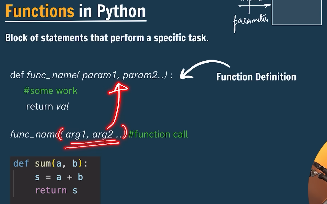 Functions in Python
Block of statements that perform a specific task.
def func_name( param1, param2.. ) :
#some work
return val
Function Definition
func_name( arg1, arg2 .. ) #function call
def sum(a, b):
s = a + b
return s